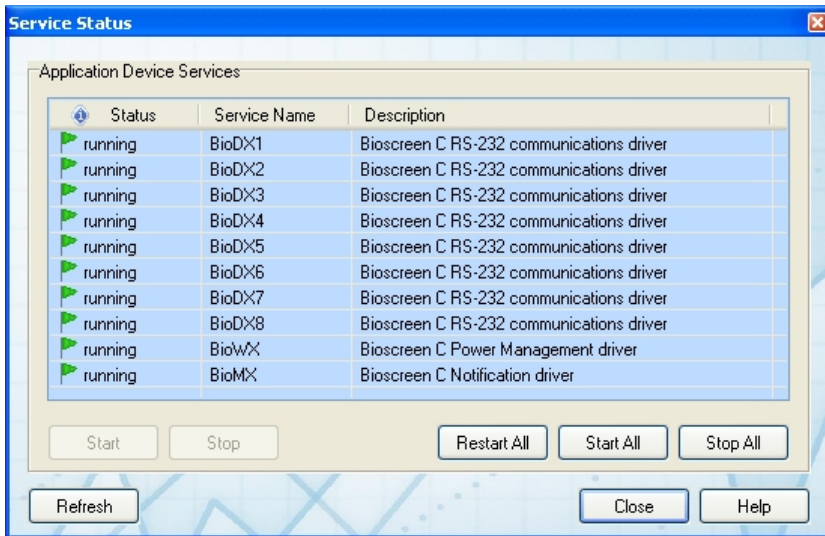 Service Status
Application Device Services
Status Service Name Description
running BioDX1 Bioscreen C RS-232 communications driver
running BioDX2 Bioscreen C RS-232 communications driver
running BioDX3 Bioscreen C RS-232 communications driver
running BioDX4 Bioscreen C RS-232 communications driver
running BioDX5 Bioscreen C RS-232 communications driver
running BioDX6 Bioscreen C RS-232 communications driver
running BioDX7 Bioscreen C RS-232 communications driver
running BioDX8 Bioscreen C RS-232 communications driver
running BioWX Bioscreen C Power Management driver
running BioMX Bioscreen C Notification driver
Start Stop Restart All Start All Stop All
Refresh Close Help